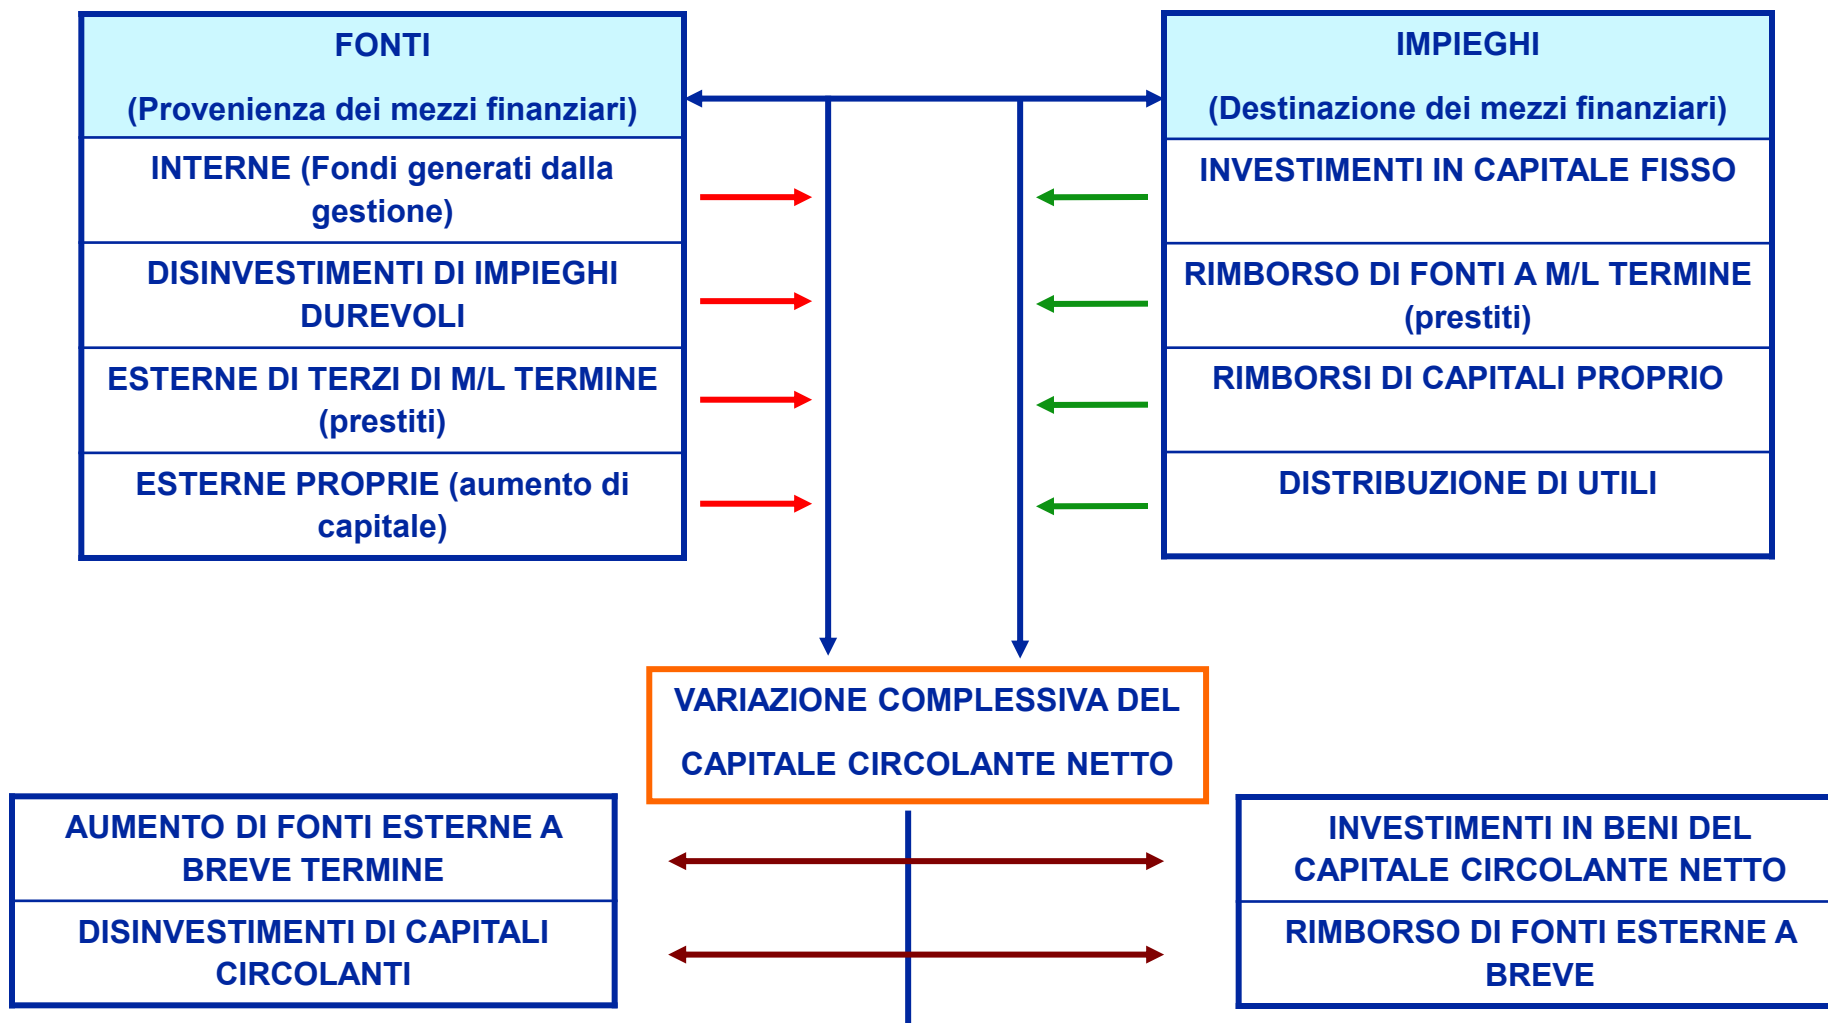 FONTI
(Provenienza dei mezzi finanziari)
INTERNE (Fondi generati dalla
gestione)
DISINVESTIMENTI DI IMPIEGHI
DUREVOLI
ESTERNE DI TERZI DI M/L TERMINE
(prestiti)
ESTERNE PROPRIE (aumento di
capitale)
IMPIEGHI
(Destinazione dei mezzi finanziari)
INVESTIMENTI IN CAPITALE FISSO
RIMBORSO DI FONTI A M/L TERMINE
(prestiti)
RIMBORSI DI CAPITALI PROPRIO
DISTRIBUZIONE DI UTILI
VARIAZIONE COMPLESSIVA DEL
CAPITALE CIRCOLANTE NETTO
AUMENTO DI FONTI ESTERNE A
BREVE TERMINE
DISINVESTIMENTI DI CAPITALI
CIRCOLANTI
INVESTIMENTI IN BENI DEL
CAPITALE CIRCOLANTE NETTO
RIMBORSO DI FONTI ESTERNE A
BREVE